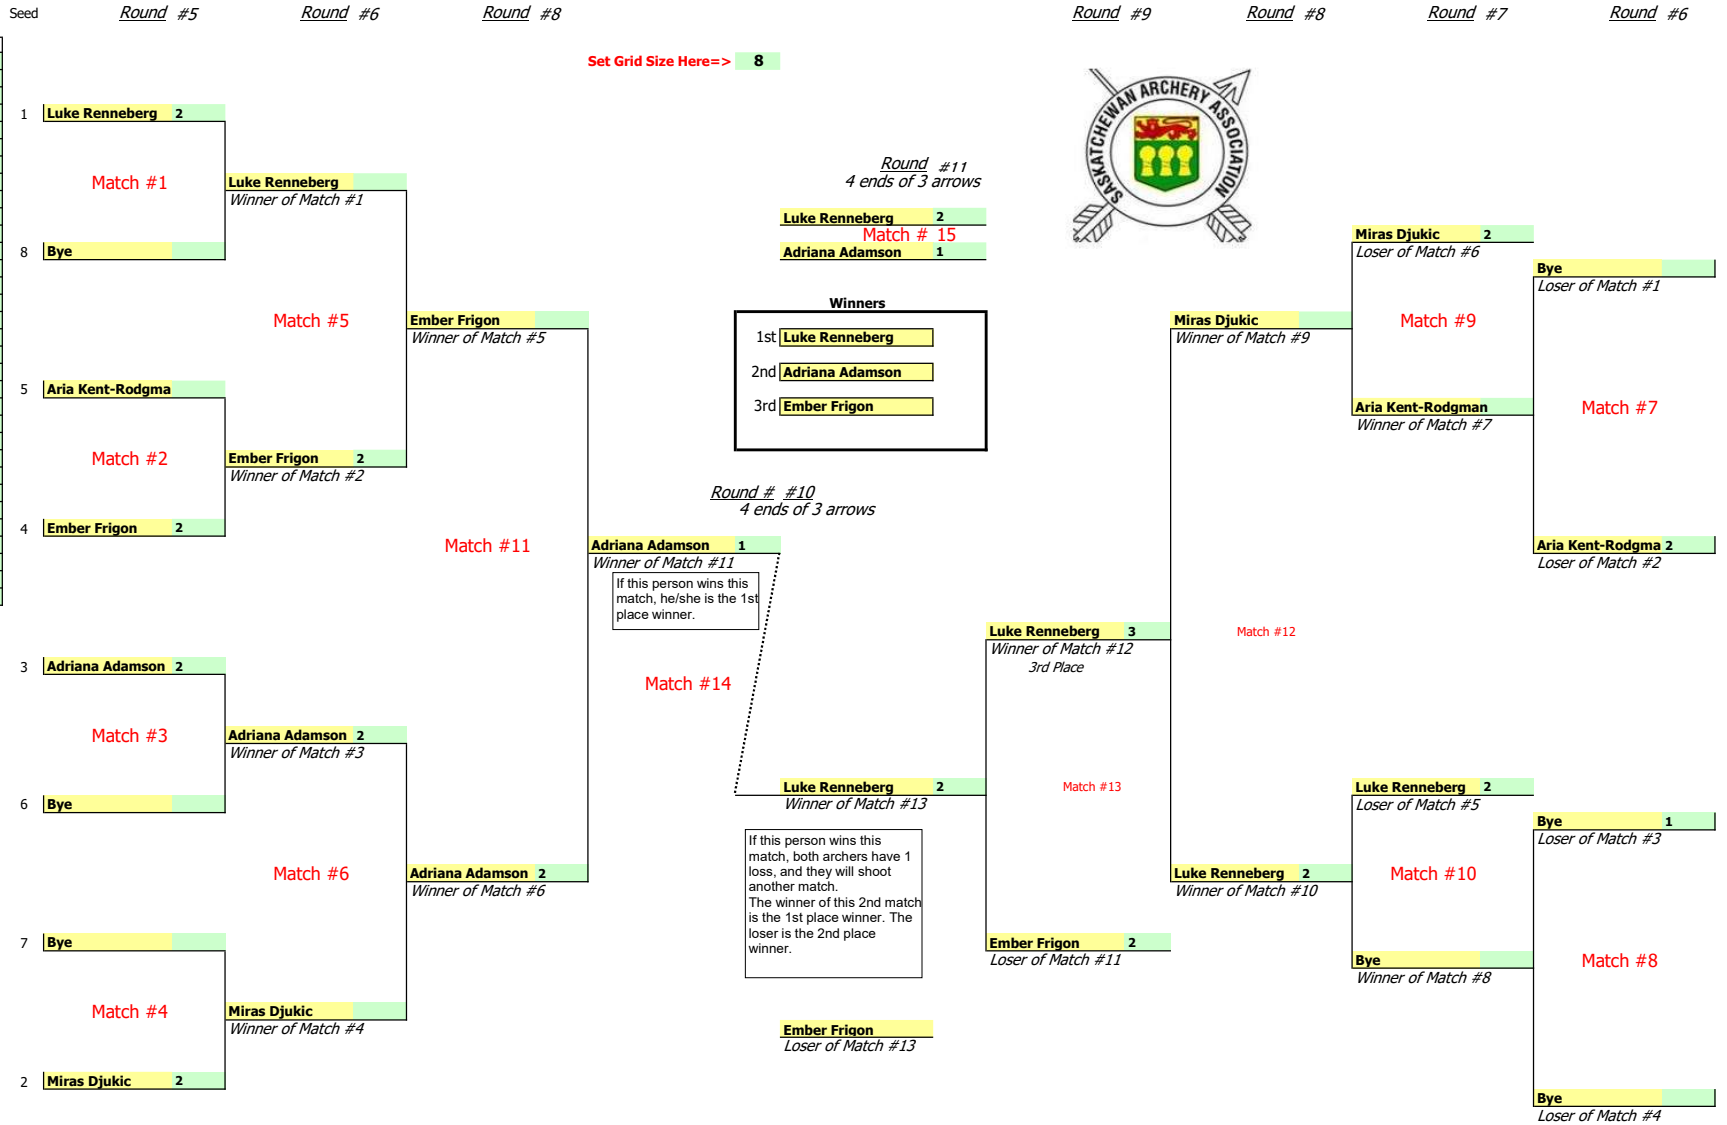 Seed Round #5 Round #6 Round #8 Round #9 Round #8 Round #7 Round #6
Set Grid Size Here=> 8
SASKATCHEWAN ARCHERY ASSOCIATION
1 Luke Renneberg 2
Match #1
Luke Renneberg
Winner of Match #1
8 Bye
Match #5
Ember Frigon
Winner of Match #5
5 Aria Kent-Rodgma
Match #2
Ember Frigon 2
Winner of Match #2
4 Ember Frigon 2
Match #11
3 Adriana Adamson 2
Match #3
Adriana Adamson 2
Winner of Match #3
6 Bye
Match #6
Adriana Adamson 2
Winner of Match #6
7 Bye
Match #4
Miras Djukic
Winner of Match #4
2 Miras Djukic 2
Round #11
4 ends of 3 arrows
Luke Renneberg 2
Match # 15
Adriana Adamson 1
Winners
1st Luke Renneberg
2nd Adriana Adamson
3rd Ember Frigon
Round # #10
4 ends of 3 arrows
Adriana Adamson 1
Winner of Match #11
If this person wins this
match, he/she is the 1st
place winner.
Match #14
Luke Renneberg 2
Winner of Match #13
If this person wins this
match, both archers have 1
loss, and they will shoot
another match.
The winner of this 2nd match
is the 1st place winner. The
loser is the 2nd place
winner.
Ember Frigon
Loser of Match #13
Luke Renneberg 3
Winner of Match #12
3rd Place
Match #13
Ember Frigon 2
Loser of Match #11
Miras Djukic
Winner of Match #9
Match #12
Luke Renneberg 2
Winner of Match #10
Miras Djukic 2
Loser of Match #6
Match #9
Aria Kent-Rodgman
Winner of Match #7
Luke Renneberg 2
Loser of Match #5
Match #10
Bye
Winner of Match #8
Bye
Loser of Match #1
Match #7
Aria Kent-Rodgma 2
Loser of Match #2
Bye 1
Loser of Match #3
Match #8
Bye
Loser of Match #4